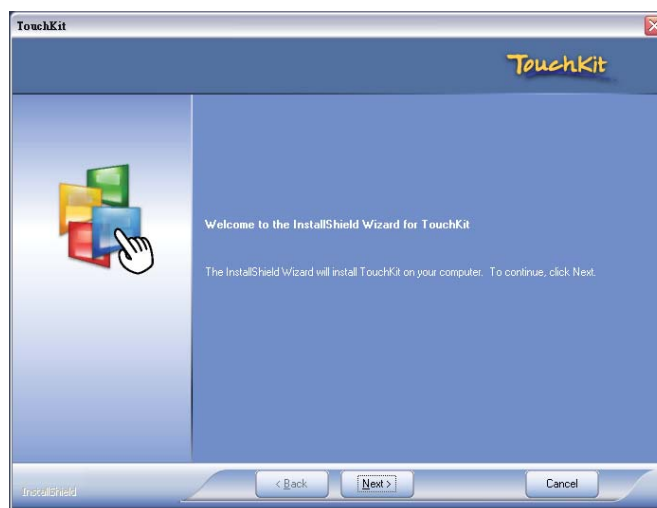 TouchKit
TouchKit
Welcome to the InstallShield Wizard for TouchKit
The InstallShield Wizard will install TouchKit on your computer. To continue, click Next.
InstallShield
< Back
Next >
Cancel